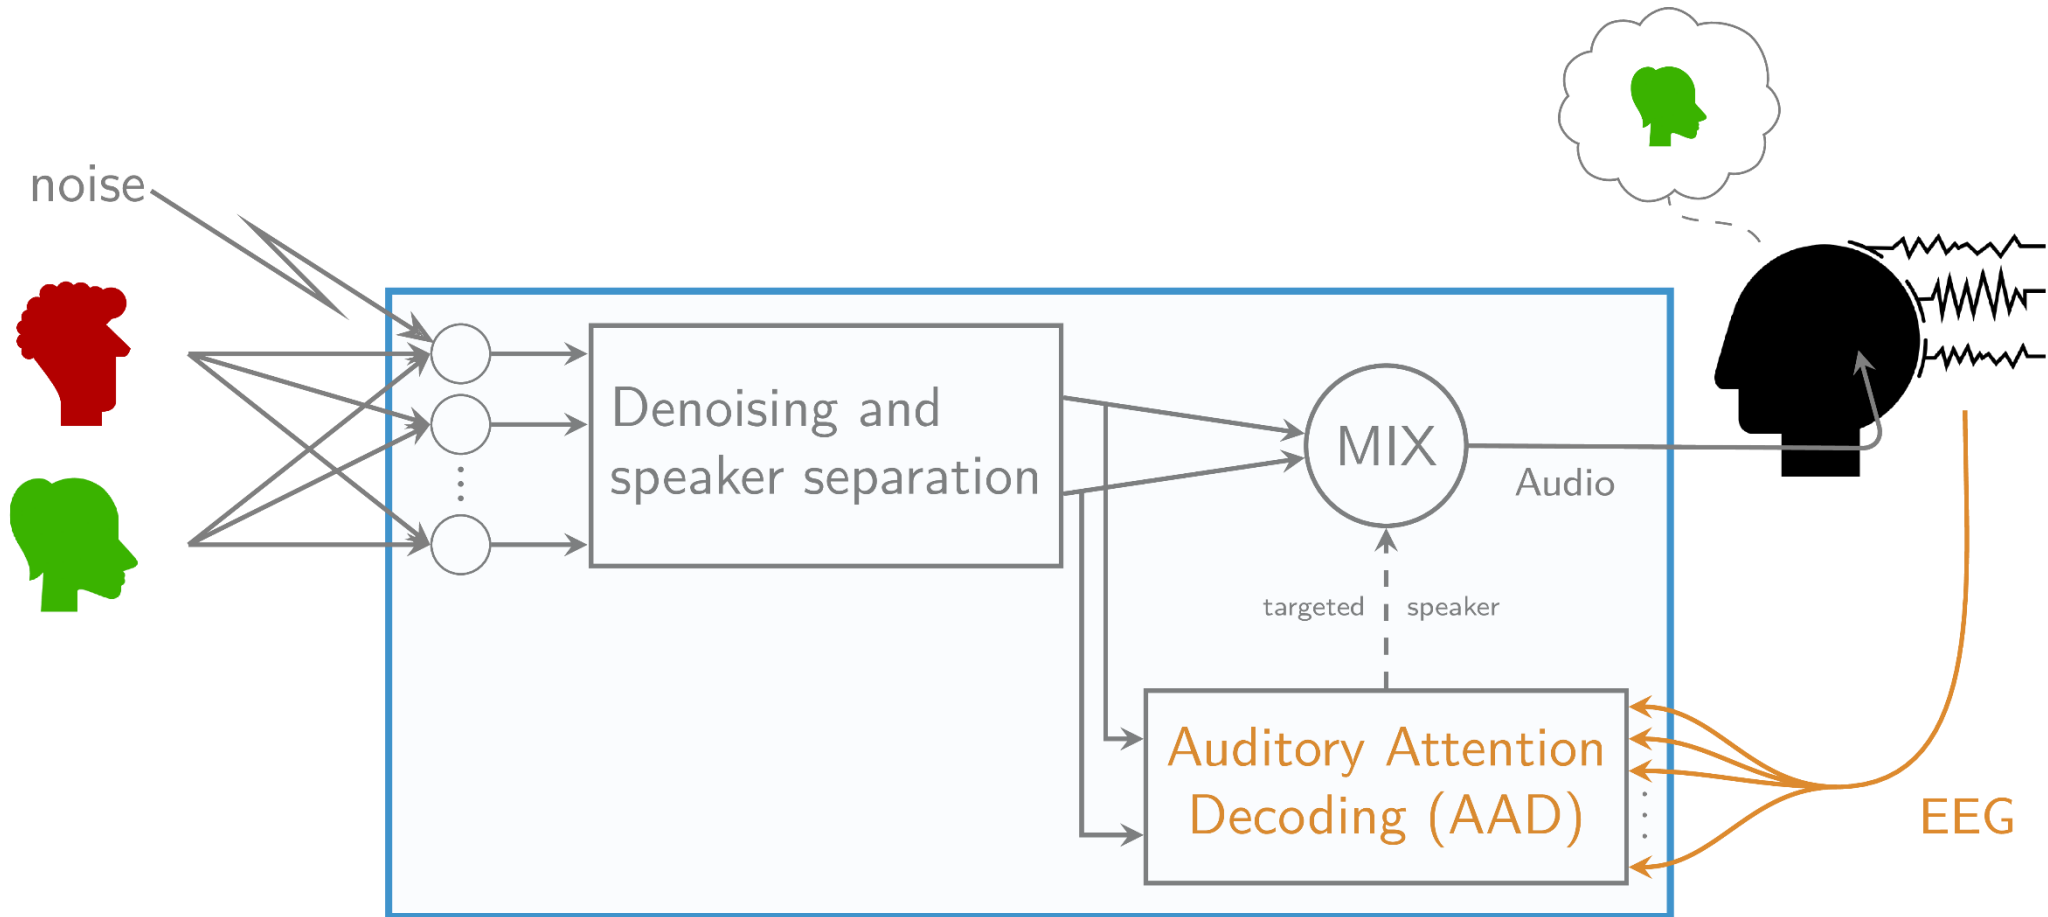 noise
Denoising and
speaker separation
MIX
Audio
targeted speaker
Auditory Attention
Decoding (AAD)
EEG